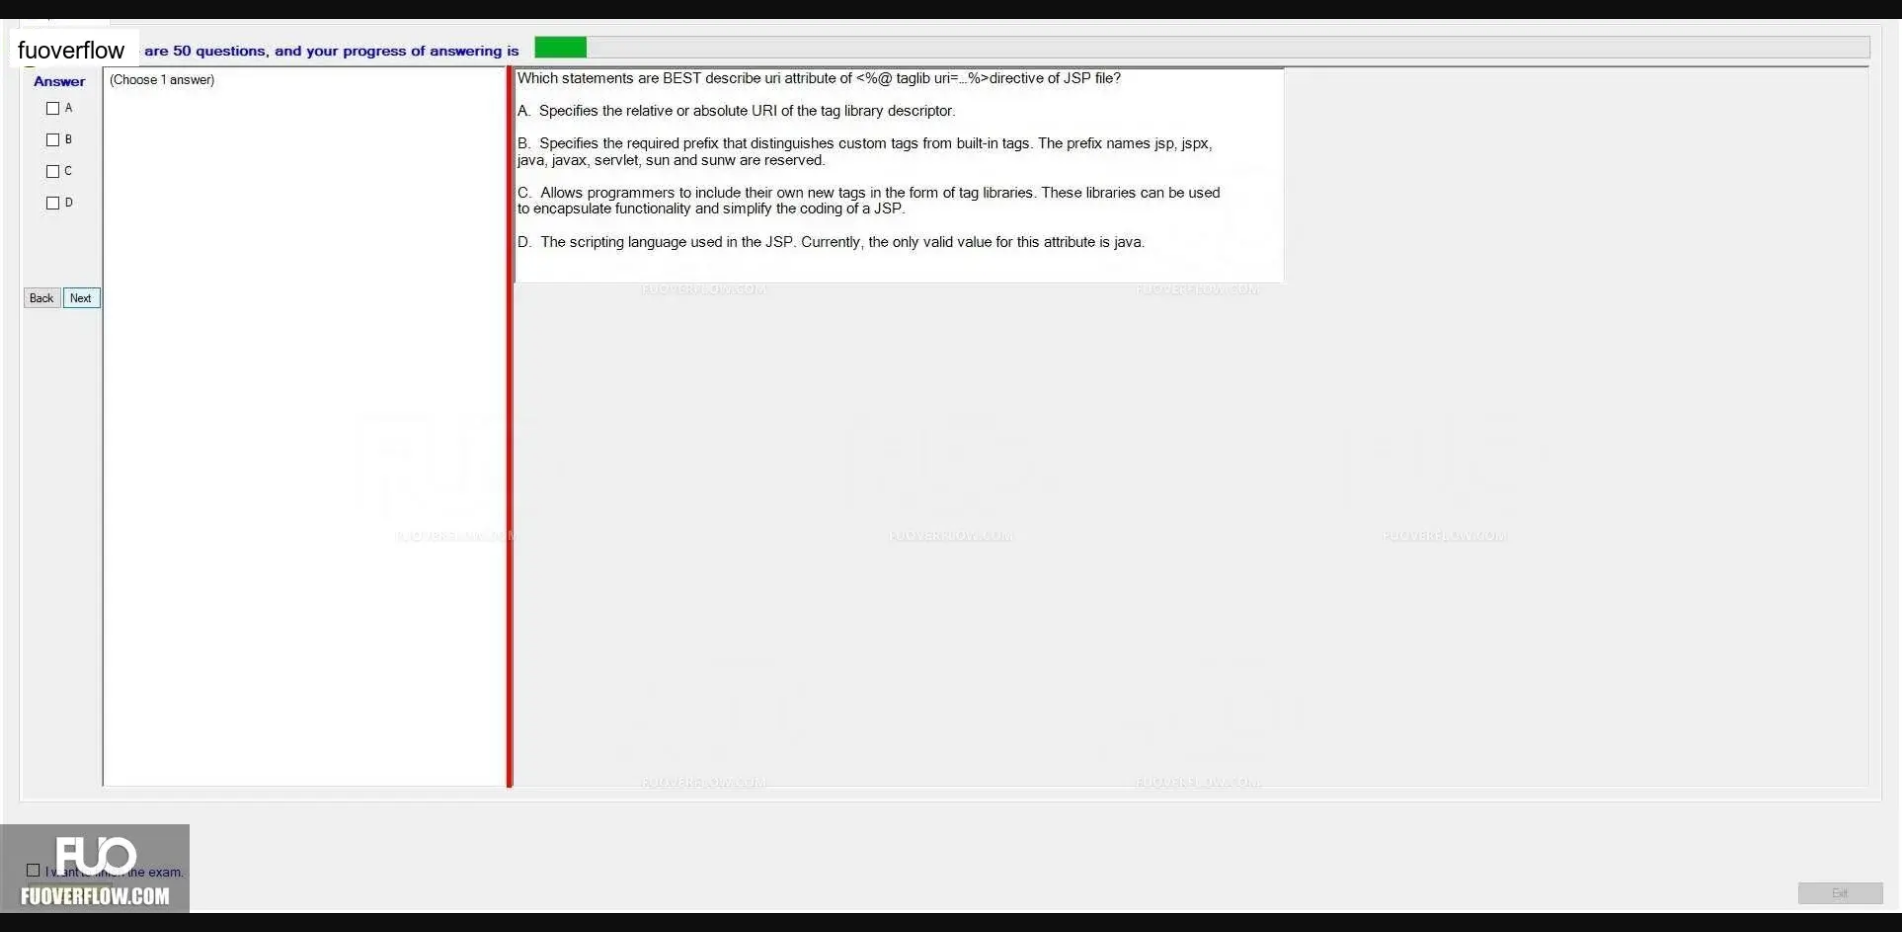 fuoverflow are 50 questions, and your progress of answering is
Answer
(Choose 1 answer)
A
B
C
D
Back Next
Which statements are BEST describe uri attribute of <%@ taglib uri=...%>directive of JSP file?
A. Specifies the relative or absolute URI of the tag library descriptor.
B. Specifies the required prefix that distinguishes custom tags from built-in tags. The prefix names jsp, jspx,
java, javax, servlet, sun and sunw are reserved.
C. Allows programmers to include their own new tags in the form of tag libraries. These libraries can be used
to encapsulate functionality and simplify the coding of a JSP.
D. The scripting language used in the JSP. Currently, the only valid value for this attribute is java.
FUOVERFLOW.COM FUOVERFLOW.COM
FUOVERFLOW.COM FUOVERFLOW.COM FUOVERFLOW.COM
FUOVERFLOW.COM FUOVERFLOW.COM
FUO
I want the exam.
FUOVERFLOW.COM
Exit